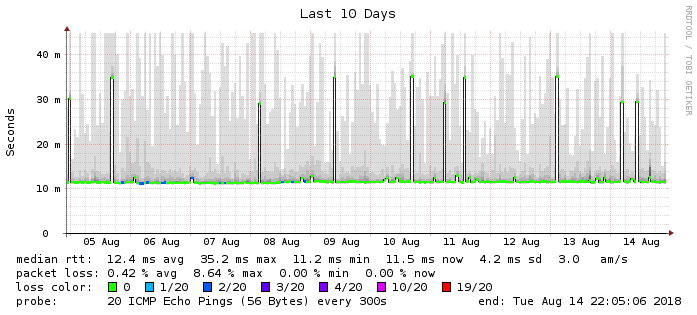 Last 10 Days
RRDTOOL / TOBI OETIKER
Seconds
40 m
30 m
20 m
10 m
0
05 Aug 06 Aug 07 Aug 08 Aug 09 Aug 10 Aug 11 Aug 12 Aug 13 Aug 14 Aug
median rtt: 12.4 ms avg 35.2 ms max 11.2 ms min 11.5 ms now 4.2 ms sd 3.0 am/s
packet loss: 0.42 % avg 8.64 % max 0.00 % min 0.00 % now
loss color: 0 1/20 2/20 3/20 4/20 10/20 19/20
probe: 20 ICMP Echo Pings (56 Bytes) every 300s end: Tue Aug 14 22:05:06 2018